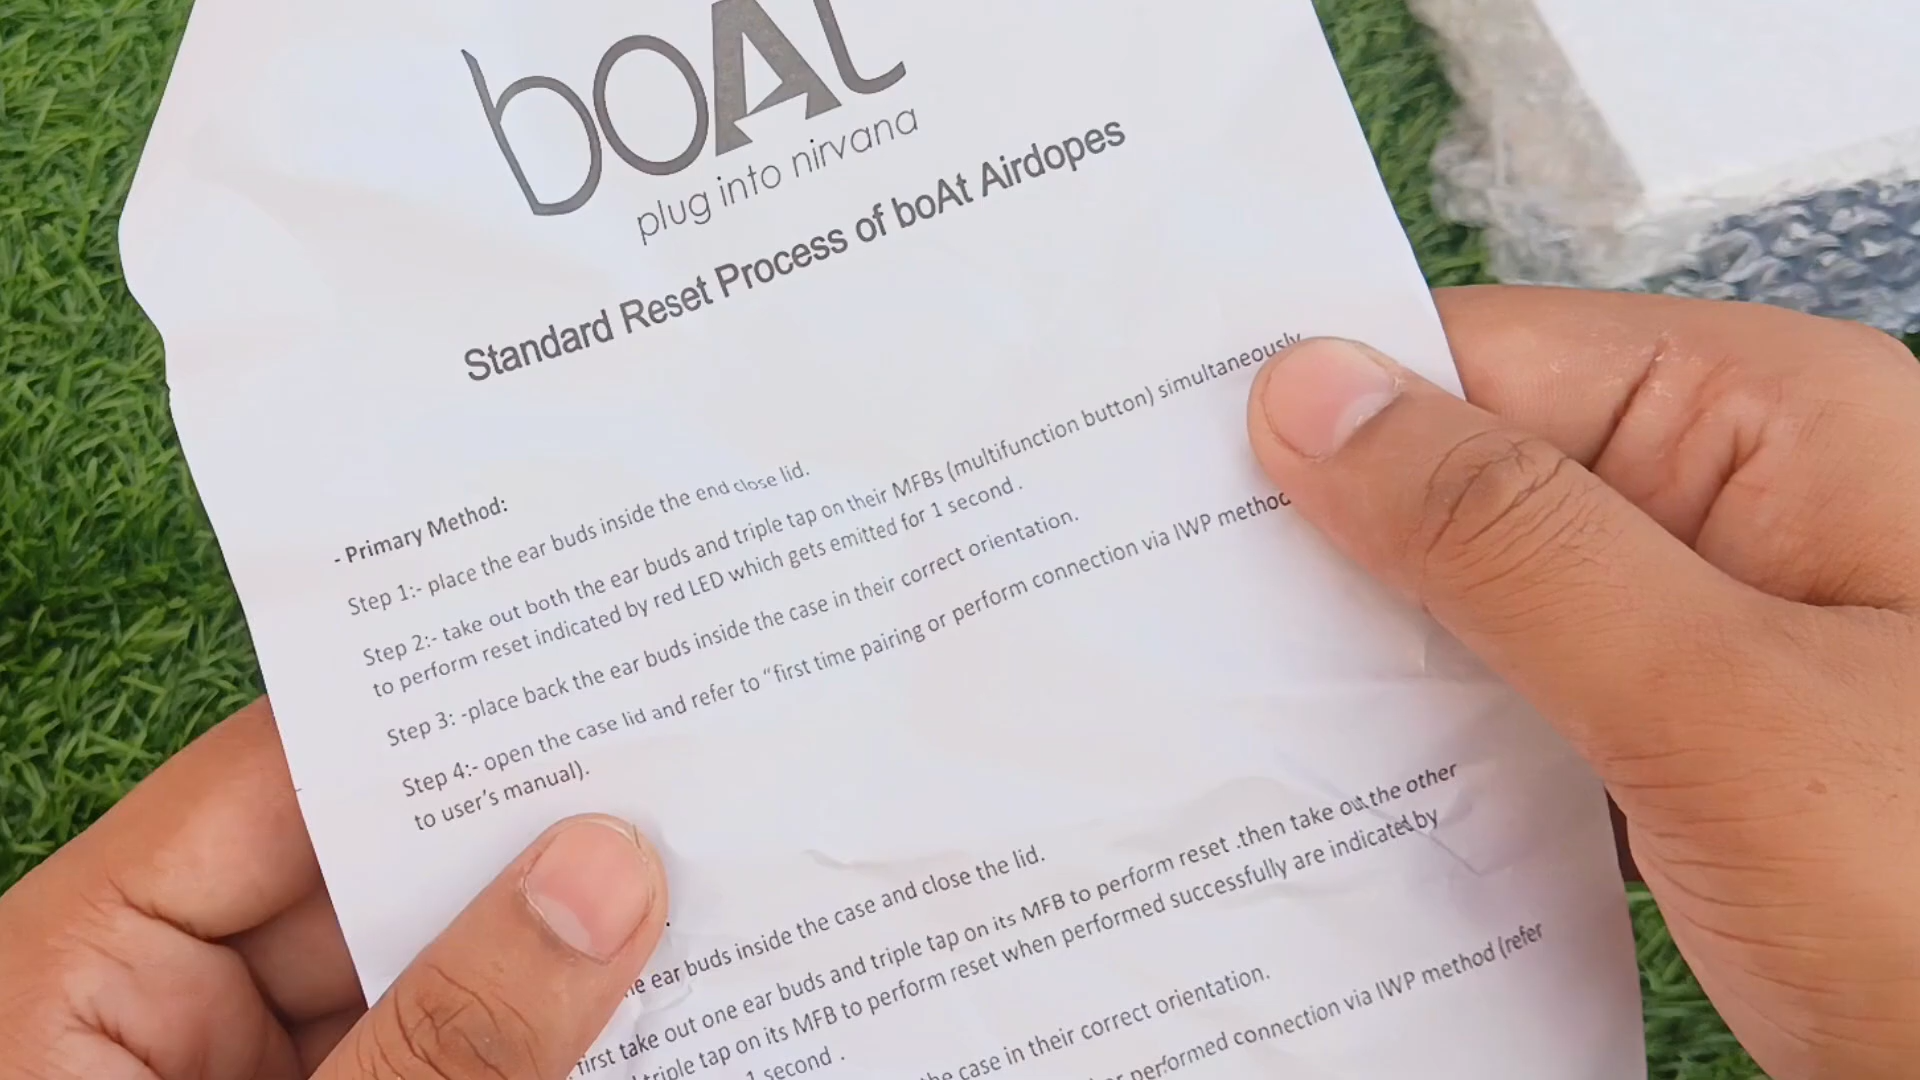 boAt
plug into nirvana
Standard Reset Process of boAt Airdopes
- Primary Method:
Step 1:- place the ear buds inside the end close lid.
Step 2:- take out both the ear buds and triple tap on their MFBs (multifunction button) simultaneously
to perform reset indicated by red LED which gets emitted for 1 second .
Step 3: -place back the ear buds inside the case in their correct orientation.
Step 4:- open the case lid and refer to “first time pairing or perform connection via IWP method
to user’s manual).
ear buds inside the case and close the lid.
first take out one ear buds and triple tap on its MFB to perform reset .then take out the other
triple tap on its MFB to perform reset when performed successfully are indicated by
1 second .
the case in their correct orientation.
performed connection via IWP method (refer